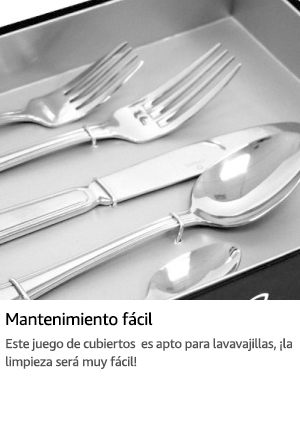 Mantenimiento fácil
Este juego de cubiertos  es apto para lavavajillas, ¡la
limpieza será muy fácil!